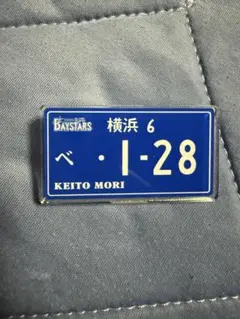 BAYSTARS 横浜 6
べ ・1-28
KEITO MORI